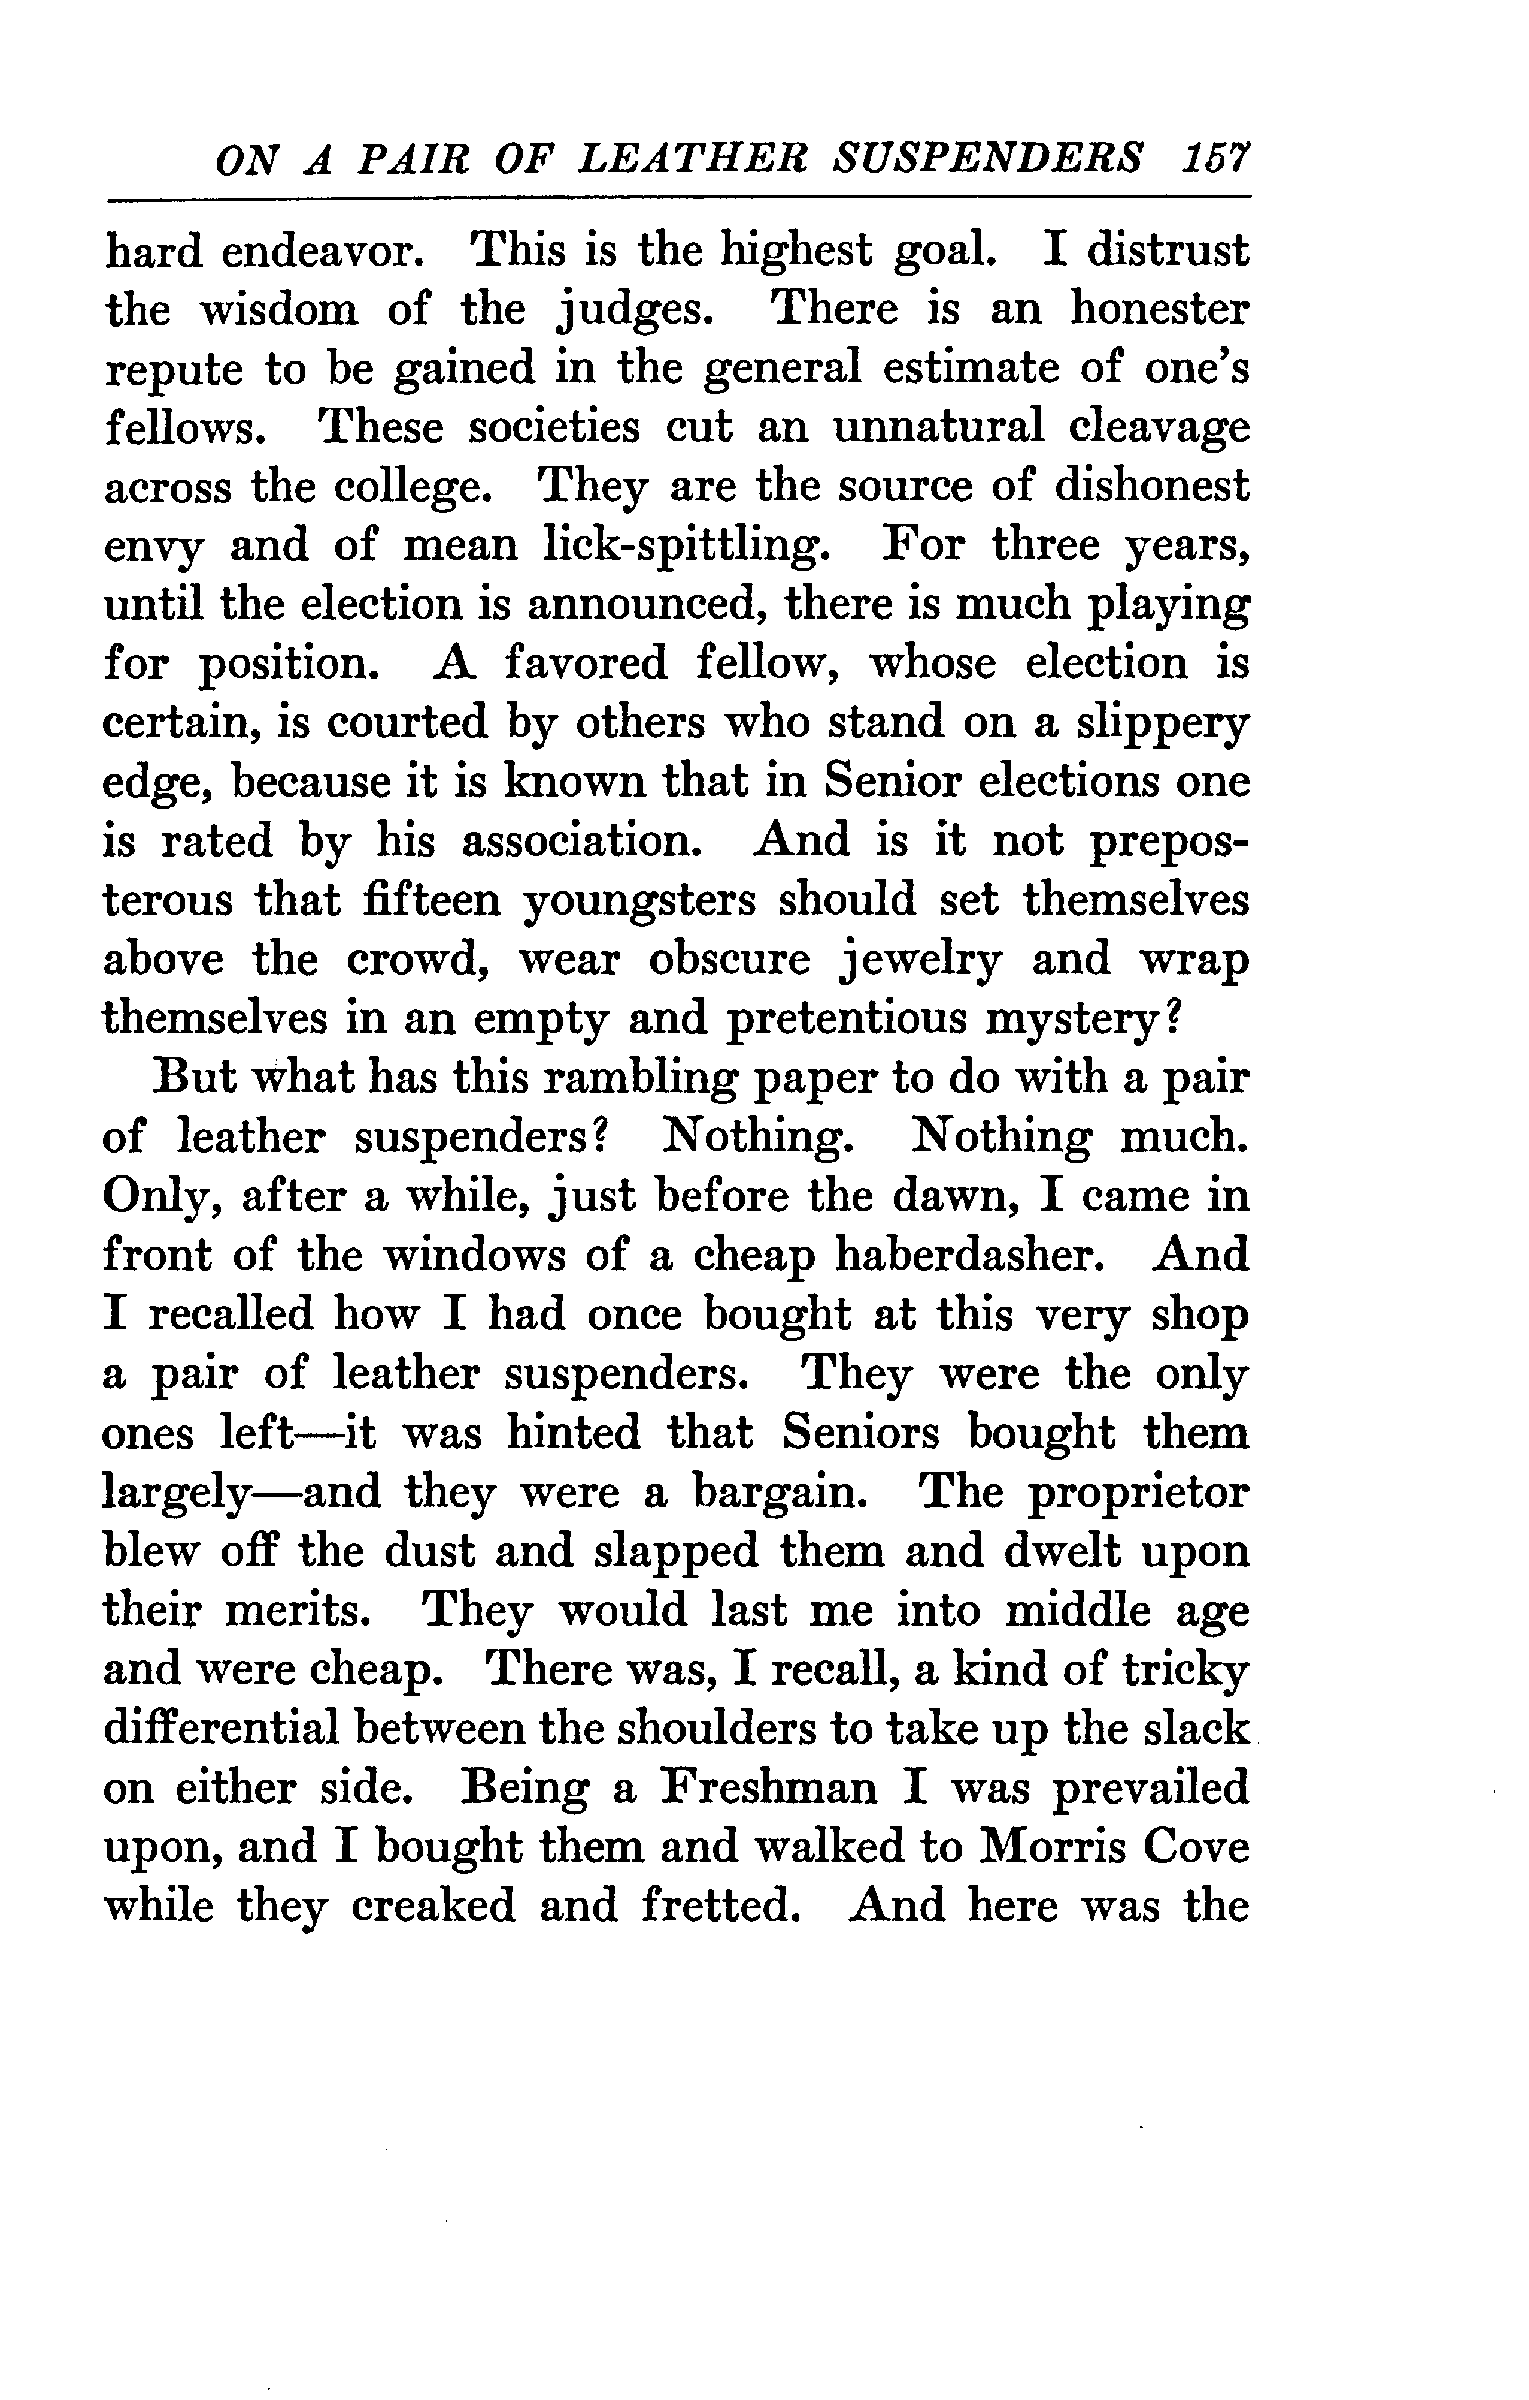 ON A PAIR OF LEATHER SUSPENDERS 157
hard endeavor. This is the highest goal. I distrust
the wisdom of the judges. There is an honester
repute to be gained in the general estimate of one's
fellows. These societies cut an unnatural cleavage
across the college. They are the source of dishonest
envy and of mean lick-spittling. For three years,
until the election is announced, there is much playing
for position. A favored fellow, whose election is
certain, is courted by others who stand on a slippery
edge, because it is known that in Senior elections one
is rated by his association. And is it not prepos-
terous that fifteen youngsters should set themselves
above the crowd, wear obscure jewelry and wrap
themselves in an empty and pretentious mystery?
But what has this rambling paper to do with a pair
of leather suspenders? Nothing. Nothing much.
Only, after a while, just before the dawn, I came in
front of the windows of a cheap haberdasher. And
I recalled how I had once bought at this very shop
a pair of leather suspenders. They were the only
ones left—it was hinted that Seniors bought them
largely—and they were a bargain. The proprietor
blew off the dust and slapped them and dwelt upon
their merits. They would last me into middle age
and were cheap. There was, I recall, a kind of tricky
differential between the shoulders to take up the slack
on either side. Being a Freshman I was prevailed
upon, and I bought them and walked to Morris Cove
while they creaked and fretted. And here was the